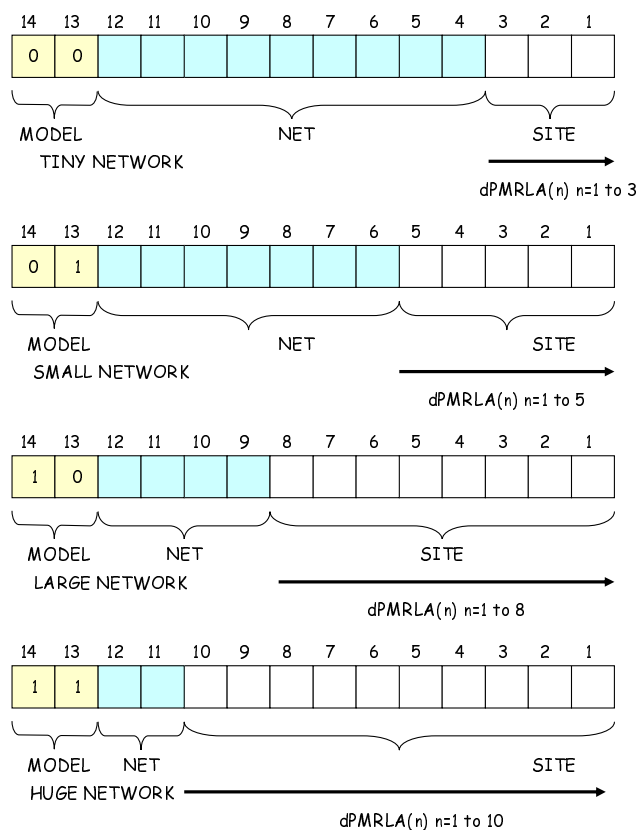 14 13 12 11 10 9 8 7 6 5 4 3 2 1
0 0
MODEL NET SITE
TINY NETWORK
dPMRLA(n) n=1 to 3
14 13 12 11 10 9 8 7 6 5 4 3 2 1
0 1
MODEL NET SITE
SMALL NETWORK
dPMRLA(n) n=1 to 5
14 13 12 11 10 9 8 7 6 5 4 3 2 1
1 0
MODEL NET SITE
LARGE NETWORK
dPMRLA(n) n=1 to 8
14 13 12 11 10 9 8 7 6 5 4 3 2 1
1 1
MODEL NET SITE
HUGE NETWORK
dPMRLA(n) n=1 to 10